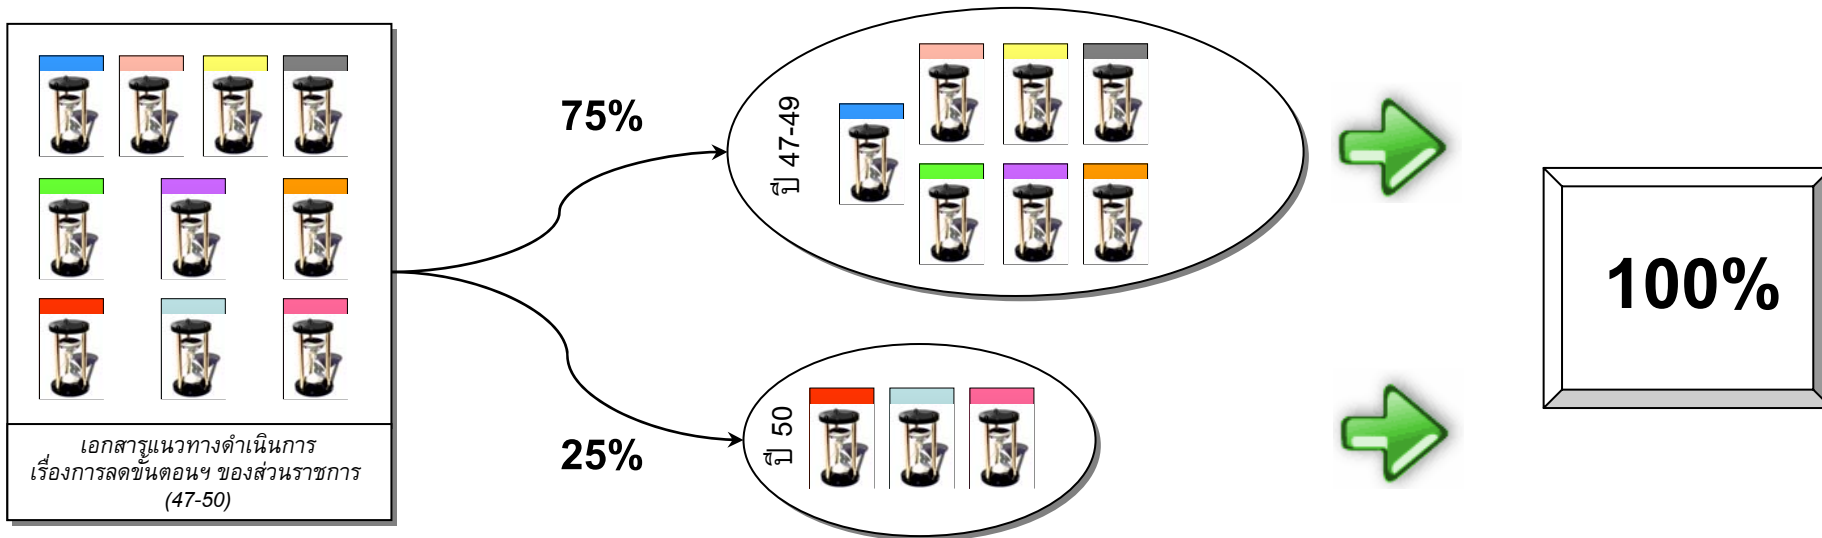 เอกสารแนวทางดำเนินการ
เรื่องการลดขั้นตอนฯ ของส่วนราชการ
(47-50)
75%
ปี 47-49
25%
ปี 50
100%